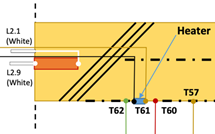 Heater
L2.1
(White)
L2.9
(White)
T57
T62
T61
T60